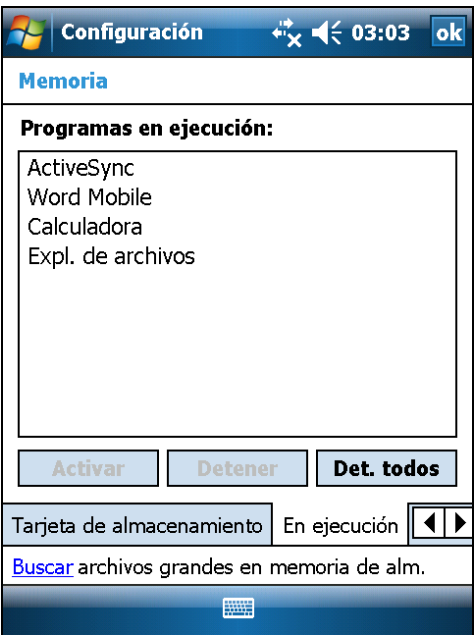 Configuración 03:03 ok
Memoria
Programas en ejecución:
ActiveSync
Word Mobile
Calculadora
Expl. de archivos
Activar Detener Det. todos
Tarjeta de almacenamiento En ejecución
Buscar archivos grandes en memoria de alm.